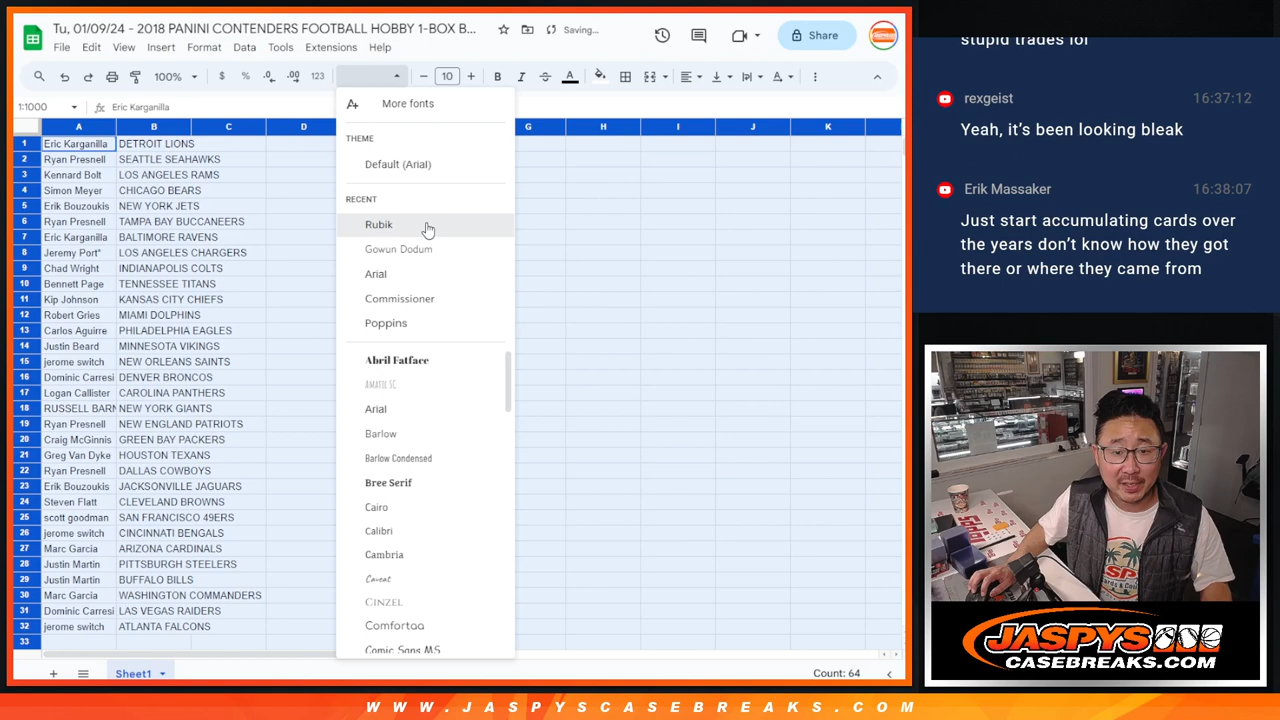 Tu, 01/09/24 - 2018 PANINI CONTENDERS FOOTBALL HOBBY 1-BOX B...
Saving...
Share
File Edit View Insert Format Data Tools Extensions Help
100% $ % .0 .00 123 10 B I A
1:1000 fx Eric Karganilla
A B C D G H I J K
1 Eric Karganilla DETROIT LIONS
2 Ryan Presnell SEATTLE SEAHAWKS
3 Kennard Bolt LOS ANGELES RAMS
4 Simon Meyer CHICAGO BEARS
5 Erik Bouzoukis NEW YORK JETS
6 Ryan Presnell TAMPA BAY BUCCANEERS
7 Eric Karganilla BALTIMORE RAVENS
8 Jeremy Port* LOS ANGELES CHARGERS
9 Chad Wright INDIANAPOLIS COLTS
10 Bennett Page TENNESSEE TITANS
11 Kip Johnson KANSAS CITY CHIEFS
12 Robert Gries MIAMI DOLPHINS
13 Carlos Aguirre PHILADELPHIA EAGLES
14 Justin Beard MINNESOTA VIKINGS
15 jerome switch NEW ORLEANS SAINTS
16 Dominic Carresi DENVER BRONCOS
17 Logan Callister CAROLINA PANTHERS
18 RUSSELL BARN NEW YORK GIANTS
19 Ryan Presnell NEW ENGLAND PATRIOTS
20 Craig McGinnis GREEN BAY PACKERS
21 Greg Van Dyke HOUSTON TEXANS
22 Ryan Presnell DALLAS COWBOYS
23 Erik Bouzoukis JACKSONVILLE JAGUARS
24 Steven Flatt CLEVELAND BROWNS
25 scott goodman SAN FRANCISCO 49ERS
26 jerome switch CINCINNATI BENGALS
27 Marc Garcia ARIZONA CARDINALS
28 Justin Martin PITTSBURGH STEELERS
29 Justin Martin BUFFALO BILLS
30 Marc Garcia WASHINGTON COMMANDERS
31 Dominic Carresi LAS VEGAS RAIDERS
32 jerome switch ATLANTA FALCONS
33
More fonts
THEME
Default (Arial)
RECENT
Rubik
Gowun Dodum
Arial
Commissioner
Poppins
Abril Fatface
AMATIC SC
Arial
Barlow
Barlow Condensed
Bree Serif
Cairo
Calibri
Cambria
Caveat
CINZEL
Comfortaa
Comic Sans MS
Sheet1
Count: 64
stupid trades lol
rexgeist 16:37:12
Yeah, it's been looking bleak
Erik Massaker 16:38:07
Just start accumulating cards over
the years don't know how they got
there or where they came from
JASPYS
CASEBREAKS.COM
WWW.JASPYSCASEBREAKS.COM